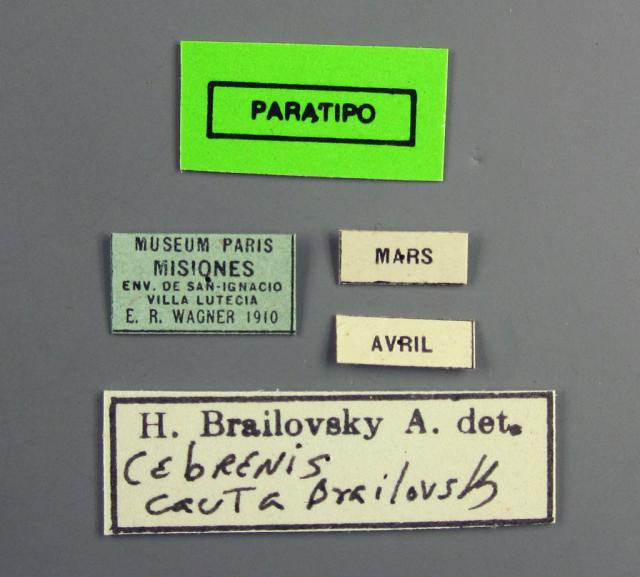 PARATIPO
MUSEUM PARIS
MISIONES
ENV. DE SAN-IGNACIO
VILLA LUTECIA
E. R. WAGNER 1910
MARS
AVRIL
H. Brailovsky A. det.
CEbRENIS
cauta Brailovsky